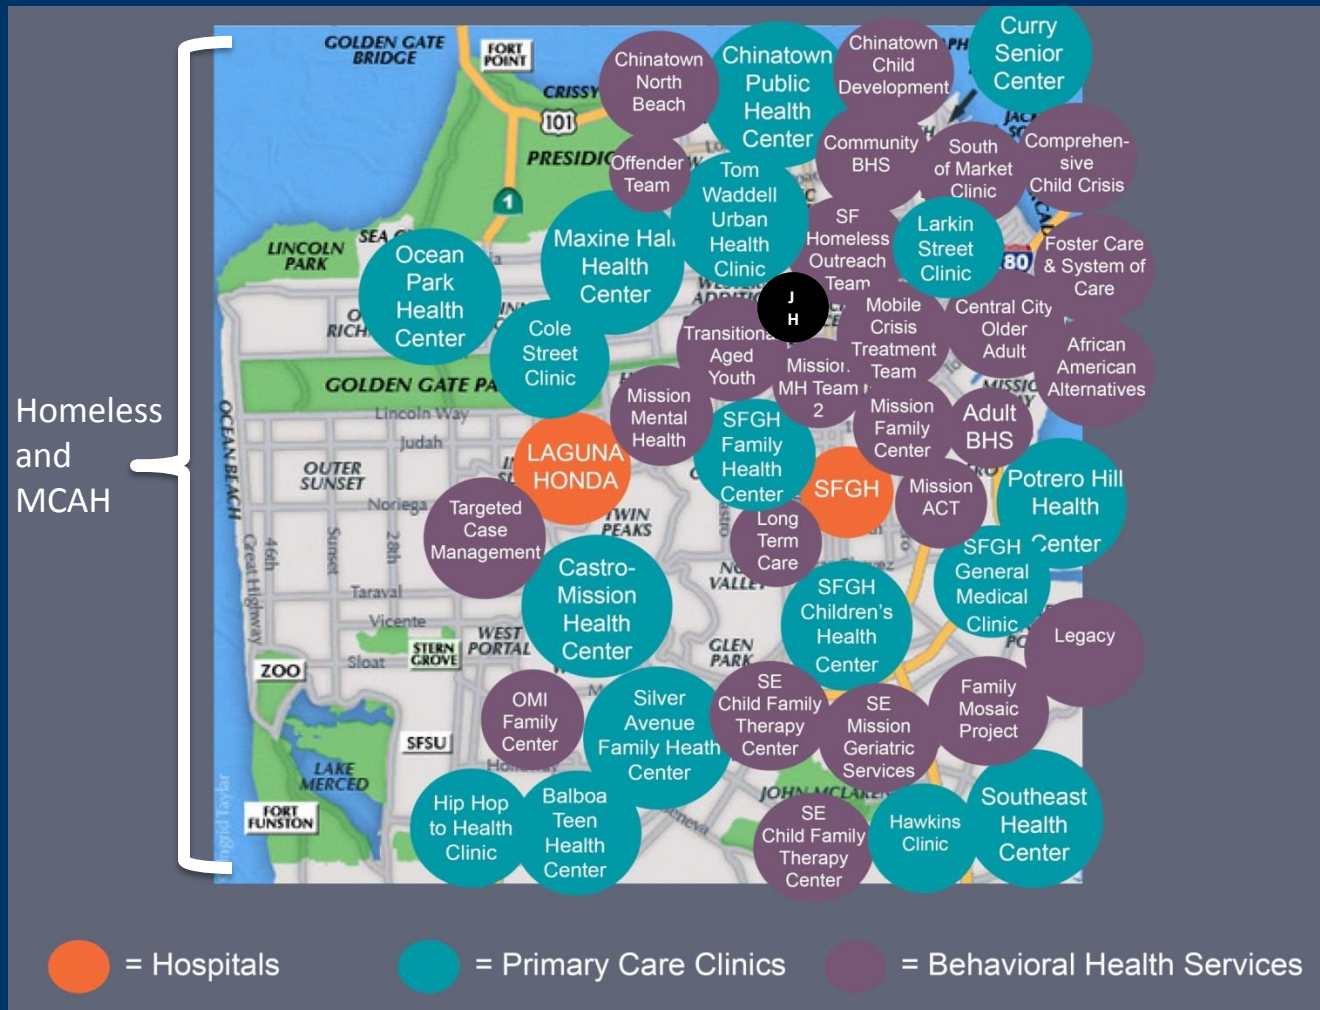 GOLDEN GATE
BRIDGE
FORT
POINT
CRISSY
101
PRESIDIO
1
LINCOLN
PARK
SEA
Chinatown
North
Beach
Chinatown
Public
Health
Center
Chinatown
Child
Development
Curry
Senior
Center
Offender
Team
Tom
Waddell
Urban
Health
Clinic
Community
BHS
South
of Market
Clinic
Comprehen-
sive
Child Crisis
Ocean
Park
Health
Center
Maxine Hall
Health
Center
SF
Homeless
Outreach
Team
Larkin
Street
Clinic
80
Foster Care
& System of
Care
Cole
Street
Clinic
J
H
Transitional
Aged
Youth
Mobile
Crisis
Treatment
Team
Central City
Older
Adult
African
American
Alternatives
Mission
MH Team
2
GOLDEN GATE PA
Lincoln Way
Judah
OCEAN BEACH
Homeless
and
MCAH
Mission
Mental
Health
SFGH
Family
Health
Center
Mission
Family
Center
Adult
BHS
MISSIO
LAGUNA
HONDA
SFGH
Mission
ACT
Potrero Hill
Health
Center
OUTER
SUNSET
Noriega
Targeted
Case
Management
TWIN
PEAKS
Long
Term
Care
VALLEY
46th
Great Highway
Sunset
28th
Taraval
Vicente
Sloat
Castro-
Mission
Health
Center
SFGH
Children's
Health
Center
SFGH
General
Medical
Clinic
Legacy
WEST
PORTAL
STERN
GROVE
GLEN
PARK
ZOO
OMI
Family
Center
Silver
Avenue
Family Heath
Center
SE
Child Family
Therapy
Center
SE
Mission
Geriatric
Services
Family
Mosaic
Project
SFSU
LAKE
MERCED
FORT
FUNSTON
JOHN MCLAREN
Geneva
Hip Hop
to Health
Clinic
Balboa
Teen
Health
Center
SE
Child Family
Therapy
Center
Hawkins
Clinic
Southeast
Health
Center
Ingrid Taylar
= Hospitals
= Primary Care Clinics
= Behavioral Health Services